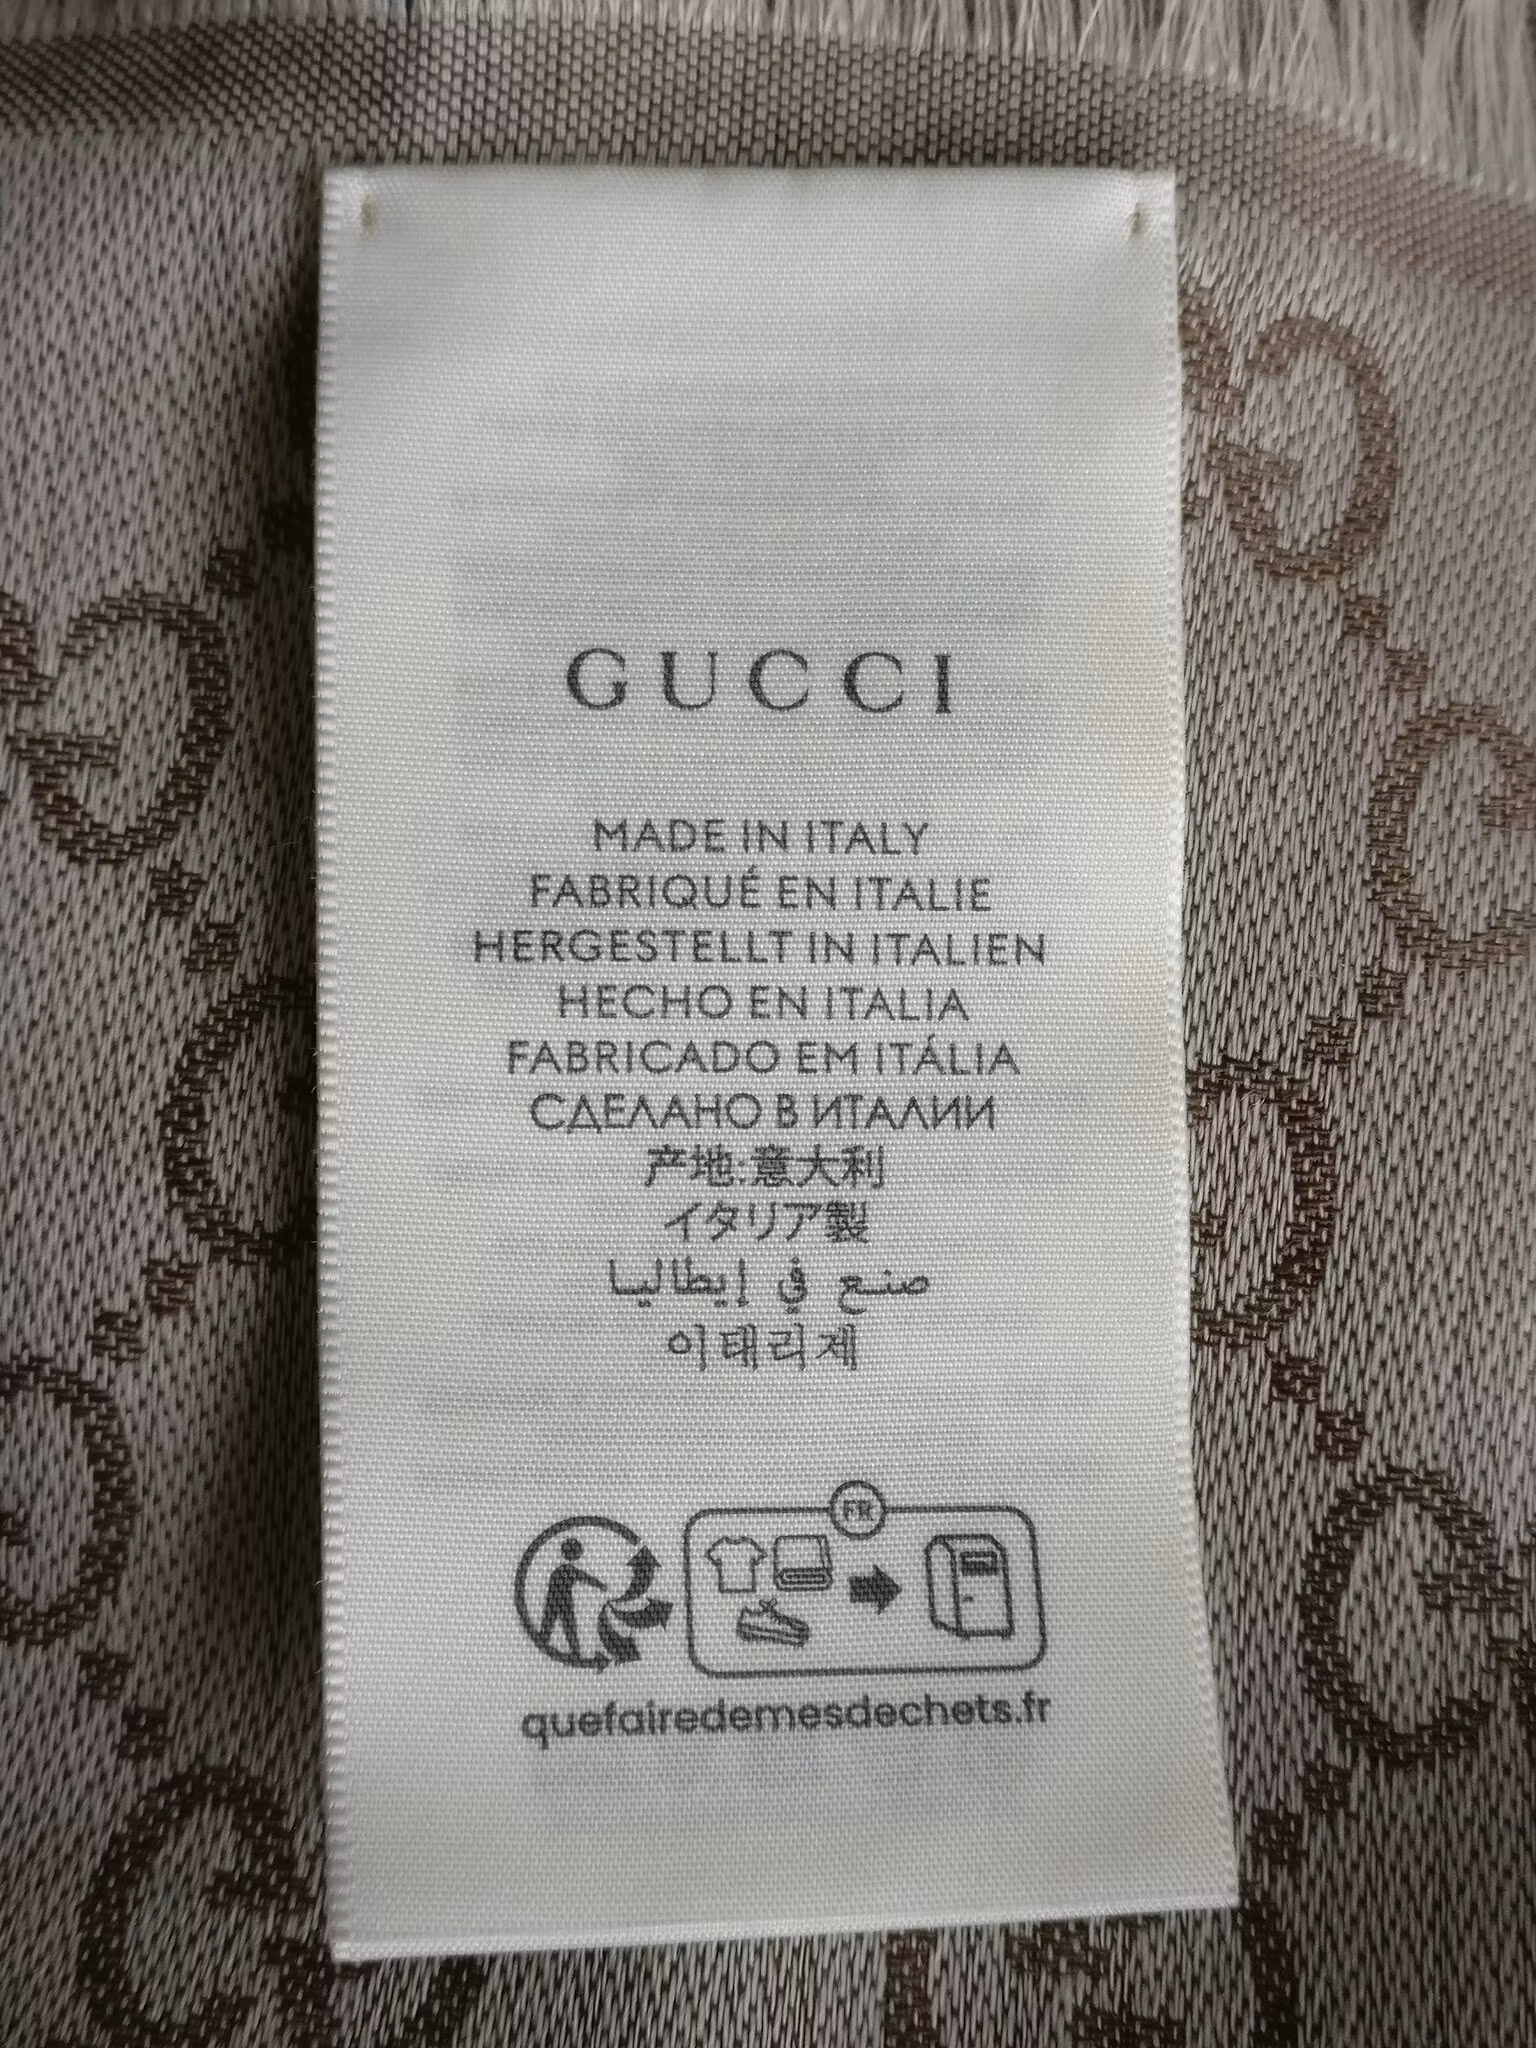 GUCCI
MADE IN ITALY
FABRIQUÉ EN ITALIE
HERGESTELLT IN ITALIEN
HECHO EN ITALIA
FABRICADO EM ITÁLIA
СДЕЛАНО В ИТАЛИИ
产地:意大利
イタリア製
صنع في إيطاليا
이태리제
FR
quefairedemesdechets.fr